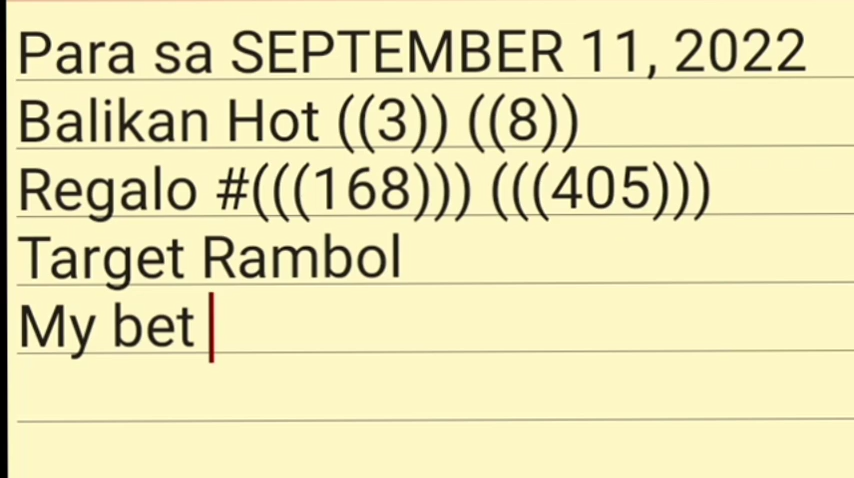 Para sa SEPTEMBER 11, 2022
Balikan Hot ((3)) ((8))
Regalo #(((168))) (((405)))
Target Rambol
My bet